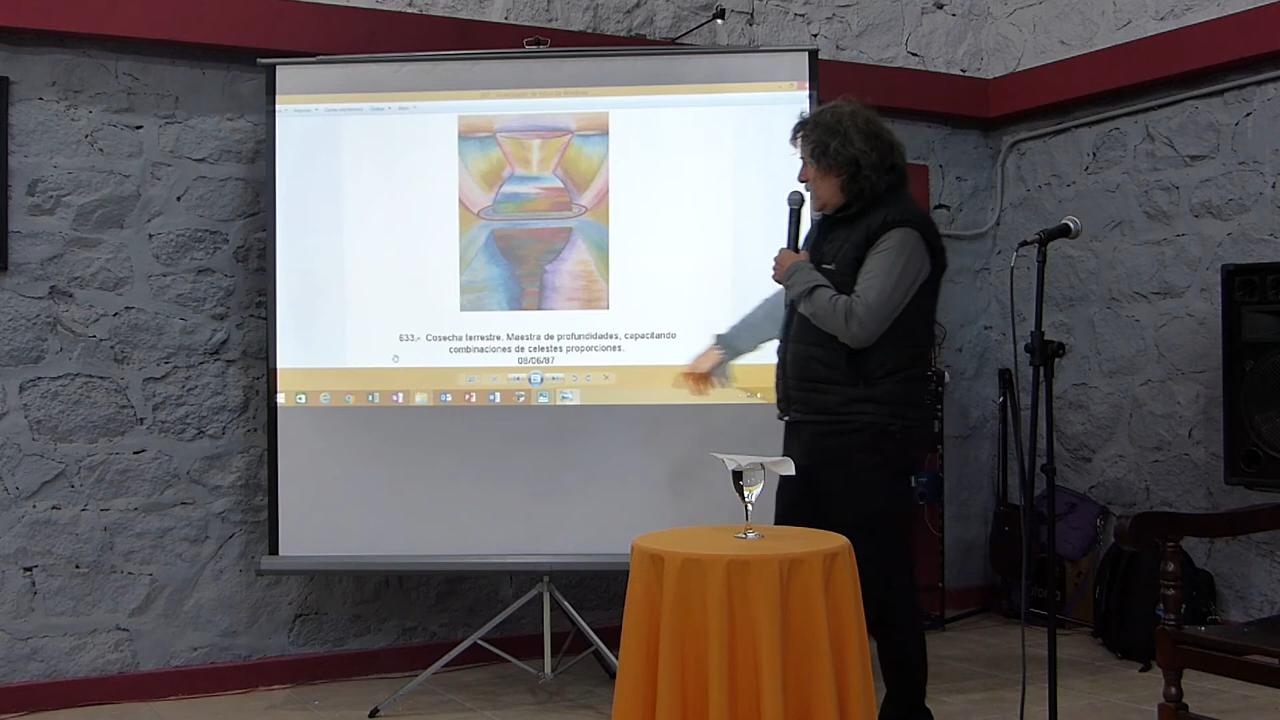 633.- Cosecha terrestre. Maestra de profundidades, capacitando
combinaciones de celestes proporciones.
08/06/87